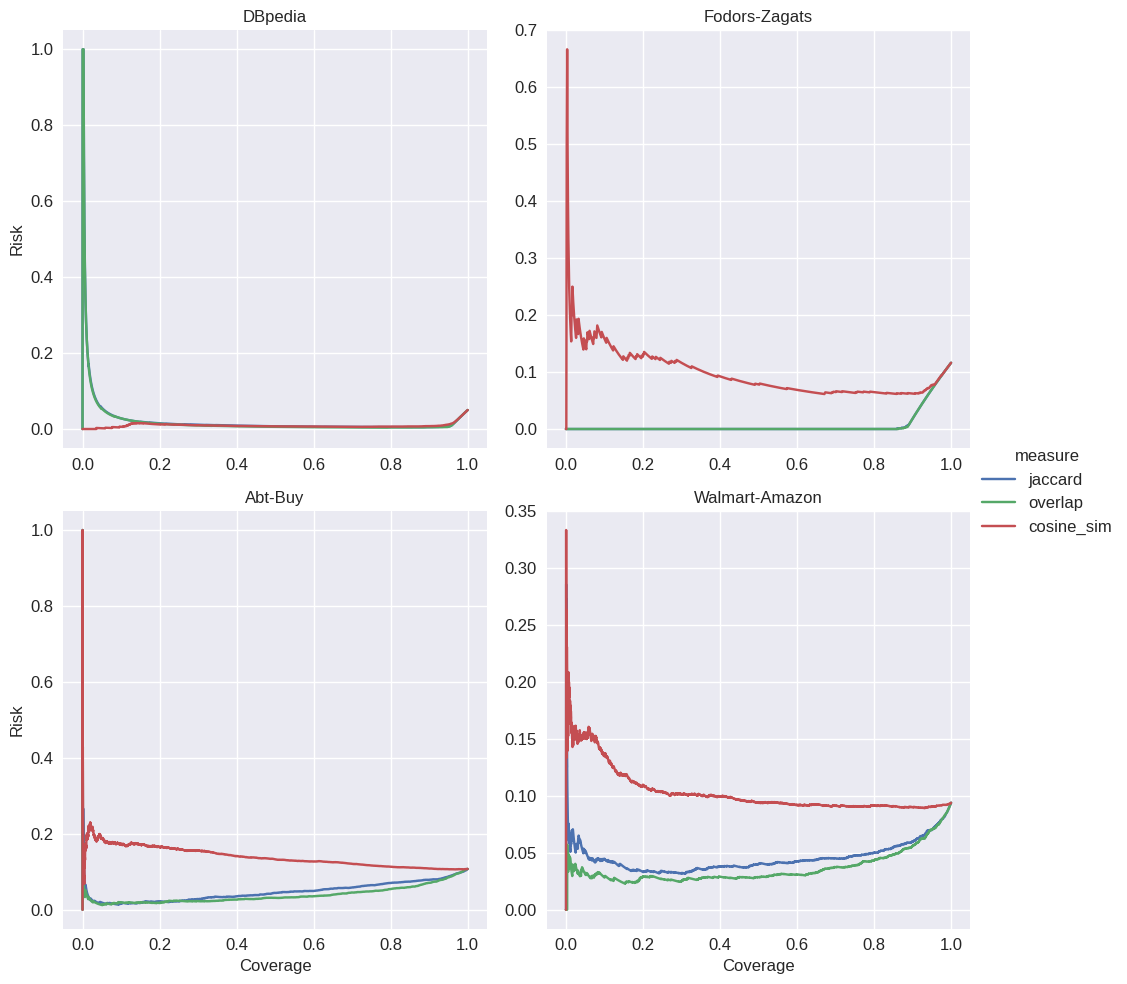 DBpedia
Fodors-Zagats
Risk
1.0
0.8
0.6
0.4
0.2
0.0
0.0 0.2 0.4 0.6 0.8 1.0
0.7
0.6
0.5
0.4
0.3
0.2
0.1
0.0
0.0 0.2 0.4 0.6 0.8 1.0
measure
jaccard
overlap
cosine_sim
Abt-Buy
Walmart-Amazon
Risk
1.0
0.8
0.6
0.4
0.2
0.0
0.0 0.2 0.4 0.6 0.8 1.0
Coverage
0.35
0.30
0.25
0.20
0.15
0.10
0.05
0.00
0.0 0.2 0.4 0.6 0.8 1.0
Coverage